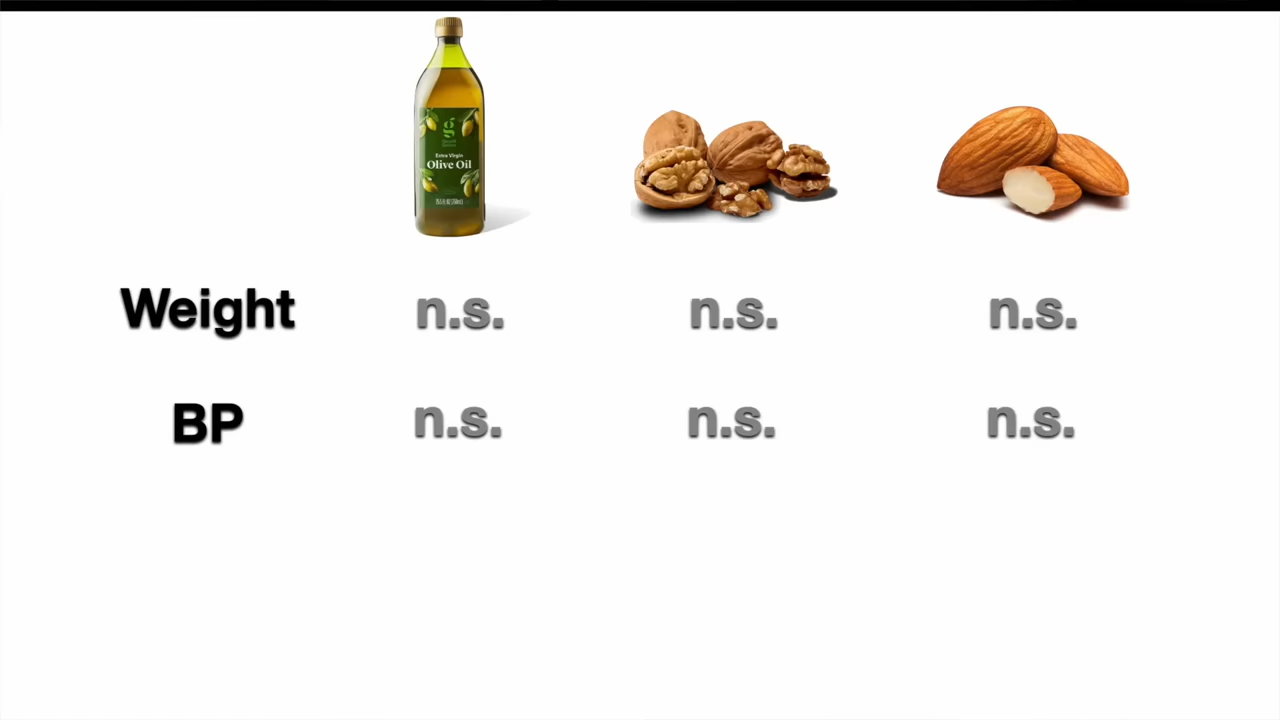 g
Extra Virgin
Olive Oil
Weight n.s. n.s. n.s.
BP n.s. n.s. n.s.